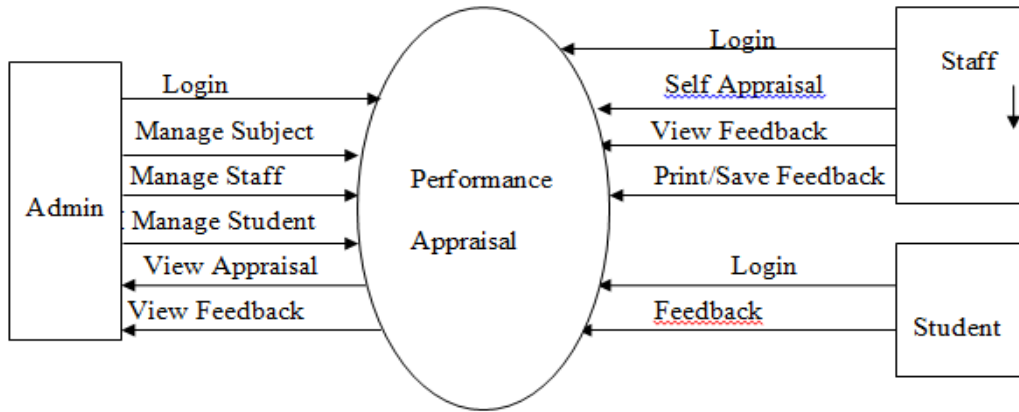 Login
Staff
Login
Self Appraisal
Manage Subject
View Feedback
Manage Staff
Performance
Print/Save Feedback
Admin
Manage Student
Appraisal
View Appraisal
Login
View Feedback
Feedback
Student